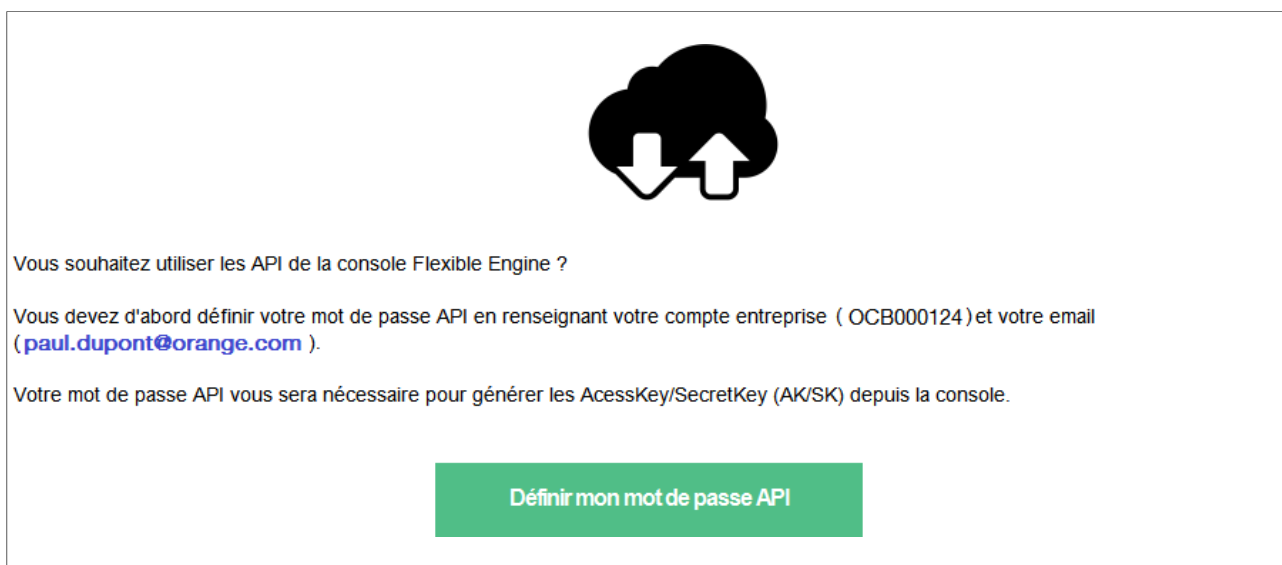 Vous souhaitez utiliser les API de la console Flexible Engine ?
Vous devez d'abord définir votre mot de passe API en renseignant votre compte entreprise ( OCB000124 ) et votre email
( paul.dupont@orange.com ).
Votre mot de passe API vous sera nécessaire pour générer les AcessKey/SecretKey (AK/SK) depuis la console.
Définir mon mot de passe API